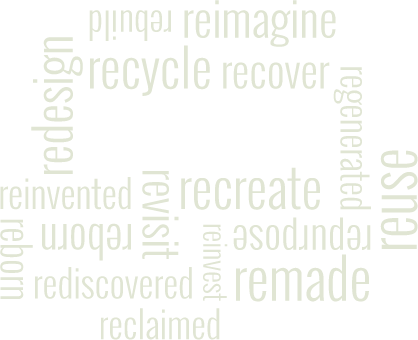 rebuild
reimagine
redesign
recycle
recover
regenerated
reuse
reinvented
revisit
recreate
reborn
reborn
reinvest
repurpose
rediscovered
remade
reclaimed